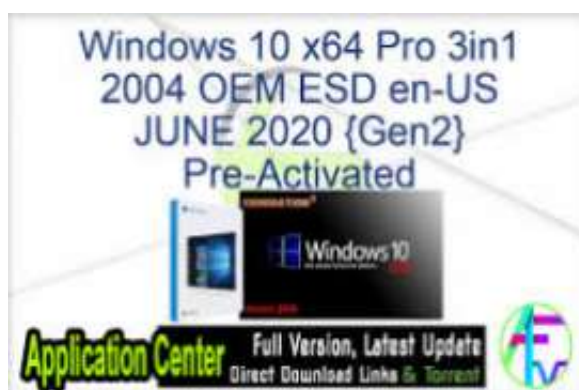 Windows 10 x64 Pro 3in1
2004 OEM ESD en-US
JUNE 2020 {Gen2}
Pre-Activated
GENERATION²
Windows 10
Application Center
Full Version, Latest Update
Direct Download Links & Torrent